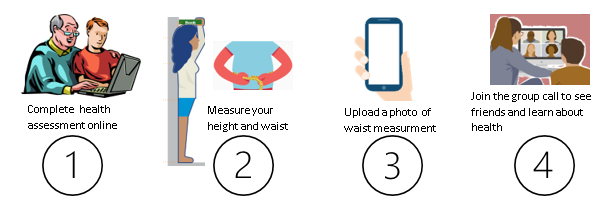 Complete health
assessment online
1
Measure your
height and waist
2
Upload a photo of
waist measurment
3
Join the group call to see
friends and learn about
health
4